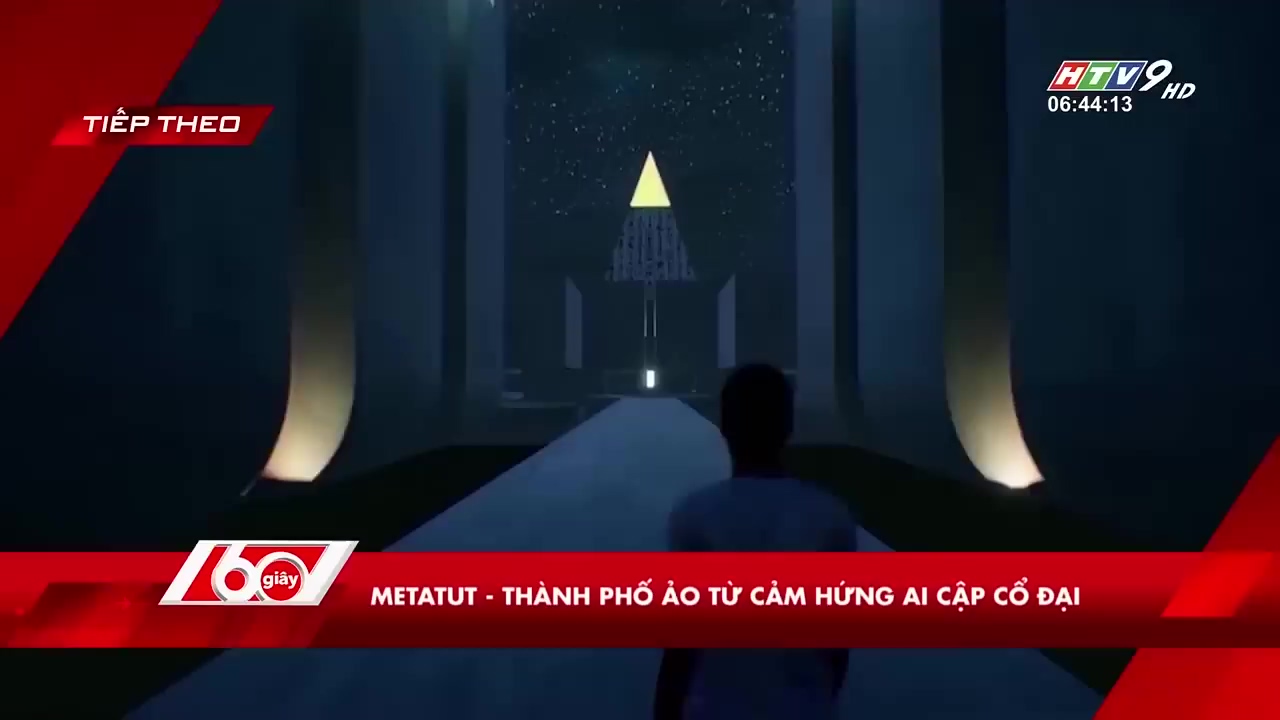 HTV9 HD
06:44:13
TIẾP THEO
60 giây
METATUT - THÀNH PHỐ ẢO TỪ CẢM HỨNG AI CẬP CỔ ĐẠI